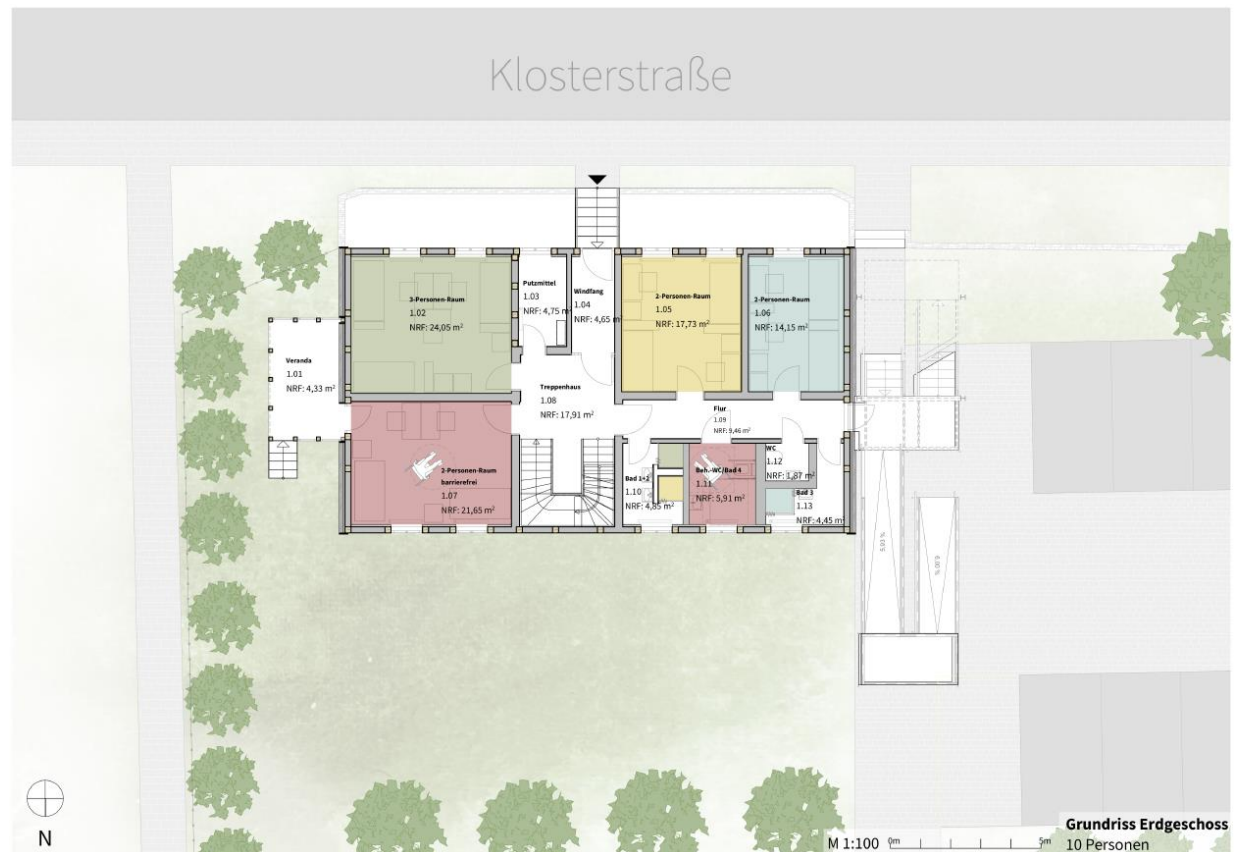 Klosterstraße
3-Personen-Raum
1.02
NRF: 24,05 m²
Putzmittel
1.03
NRF: 4,75 m²
Windfang
1.04
NRF: 4,65 m²
2-Personen-Raum
1.05
NRF: 17,73 m²
2-Personen-Raum
1.06
NRF: 14,15 m²
Veranda
1.01
NRF: 4,33 m²
Treppenhaus
1.08
NRF: 17,91 m²
Flur
1.09
NRF: 9,46 m²
2-Personen-Raum
barrierefrei
1.07
NRF: 21,65 m²
Bad 1+2
1.10
NRF: 4,85 m²
Beh.-WC/Bad 4
1.11
NRF: 5,91 m²
WC
1.12
NRF: 1,87 m²
Bad 3
1.13
NRF: 4,45 m²
N
M 1:100 0m 5m
Grundriss Erdgeschoss
10 Personen